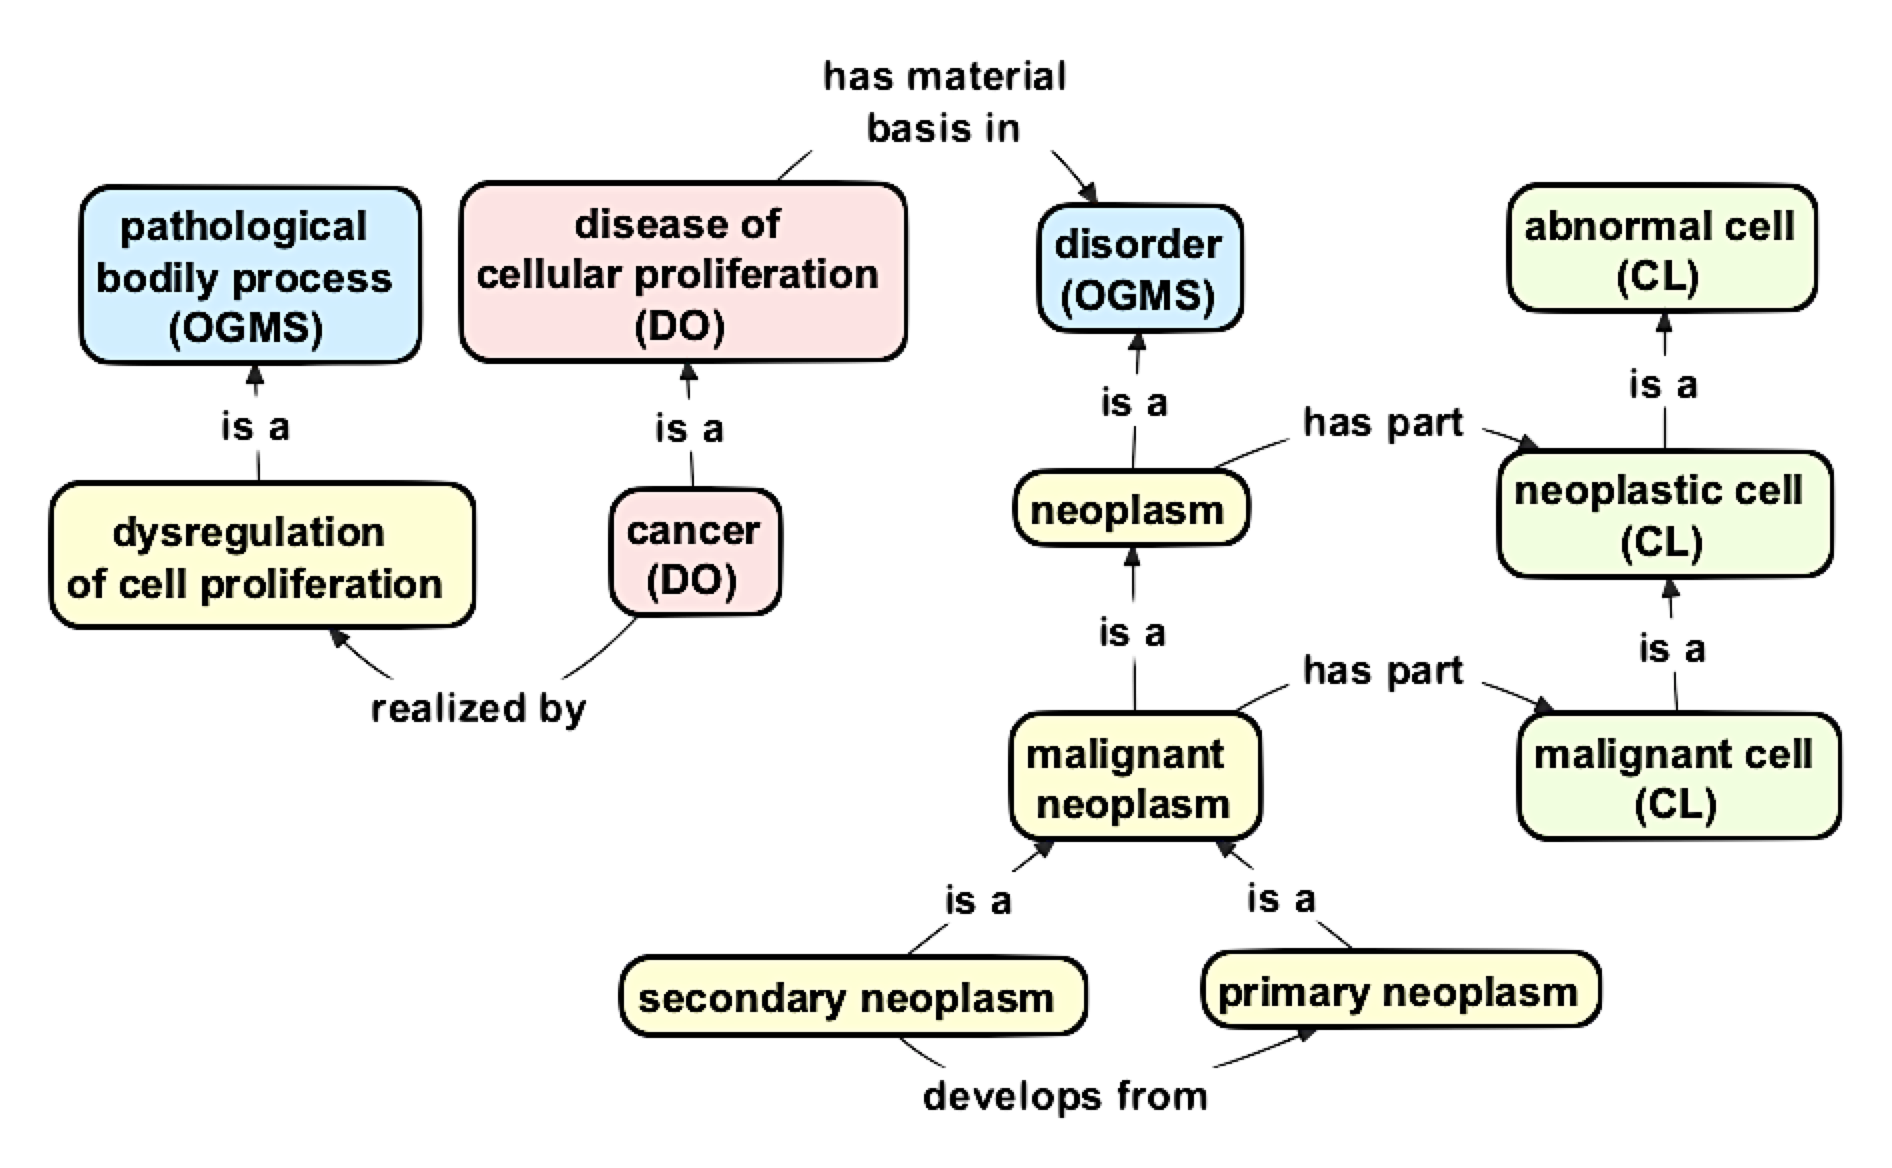 has material
basis in
pathological
bodily process
(OGMS)
disease of
cellular proliferation
(DO)
disorder
(OGMS)
abnormal cell
(CL)
is a
is a
is a
is a
has part
dysregulation
of cell proliferation
cancer
(DO)
neoplasm
neoplastic cell
(CL)
realized by
is a
has part
is a
malignant
neoplasm
malignant cell
(CL)
is a
is a
secondary neoplasm
primary neoplasm
develops from